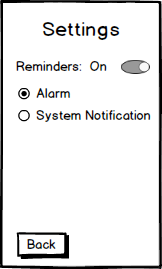 Settings
Reminders: On
Alarm
System Notification
Back